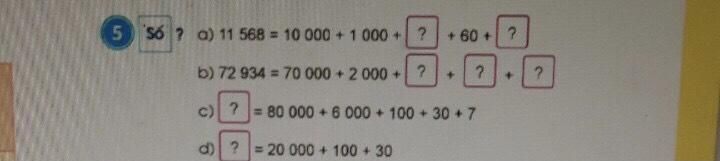 5 Số ? a) 11 568 = 10 000 + 1 000 + ? + 60 + ?
b) 72 934 = 70 000 + 2 000 + ? + ? + ?
c) ? = 80 000 + 6 000 + 100 + 30 + 7
d) ? = 20 000 + 100 + 30